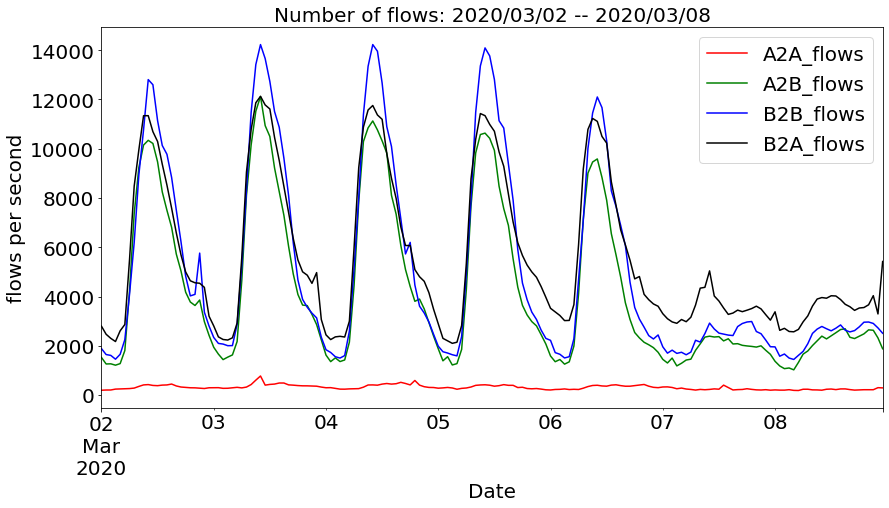 Number of flows: 2020/03/02 -- 2020/03/08
A2A_flows
A2B_flows
B2B_flows
B2A_flows
flows per second
14000
12000
10000
8000
6000
4000
2000
0
02 03 04 05 06 07 08
Mar
2020
Date